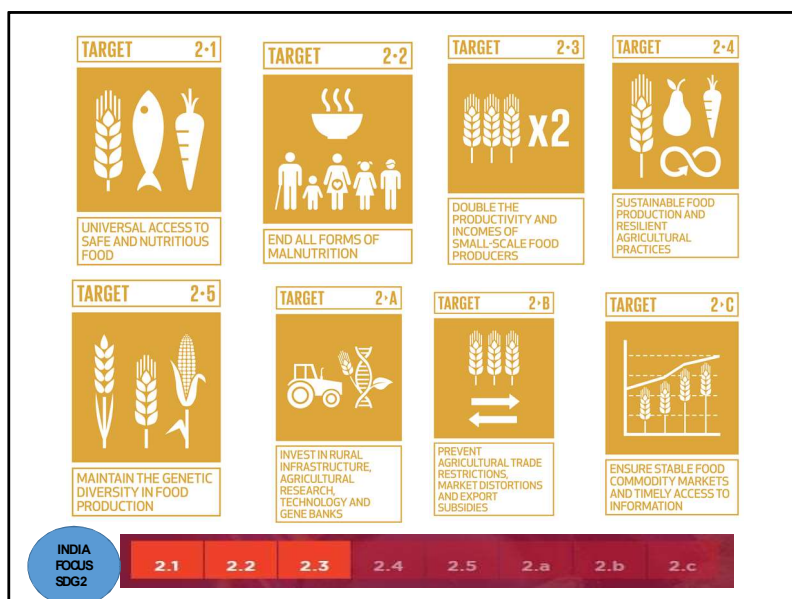 TARGET 2·1
UNIVERSAL ACCESS TO
SAFE AND NUTRITIOUS
FOOD
TARGET 2·2
END ALL FORMS OF
MALNUTRITION
TARGET 2·3
x2
DOUBLE THE
PRODUCTIVITY AND
INCOMES OF
SMALL-SCALE FOOD
PRODUCERS
TARGET 2·4
SUSTAINABLE FOOD
PRODUCTION AND
RESILIENT
AGRICULTURAL
PRACTICES
TARGET 2·5
MAINTAIN THE GENETIC
DIVERSITY IN FOOD
PRODUCTION
TARGET 2·A
INVEST IN RURAL
INFRASTRUCTURE,
AGRICULTURAL
RESEARCH,
TECHNOLOGY AND
GENE BANKS
TARGET 2·B
PREVENT
AGRICULTURAL TRADE
RESTRICTIONS,
MARKET DISTORTIONS
AND EXPORT
SUBSIDIES
TARGET 2·C
ENSURE STABLE FOOD
COMMODITY MARKETS
AND TIMELY ACCESS TO
INFORMATION
INDIA
FOCUS
SDG2
2.1 2.2 2.3 2.4 2.5 2.a 2.b 2.c